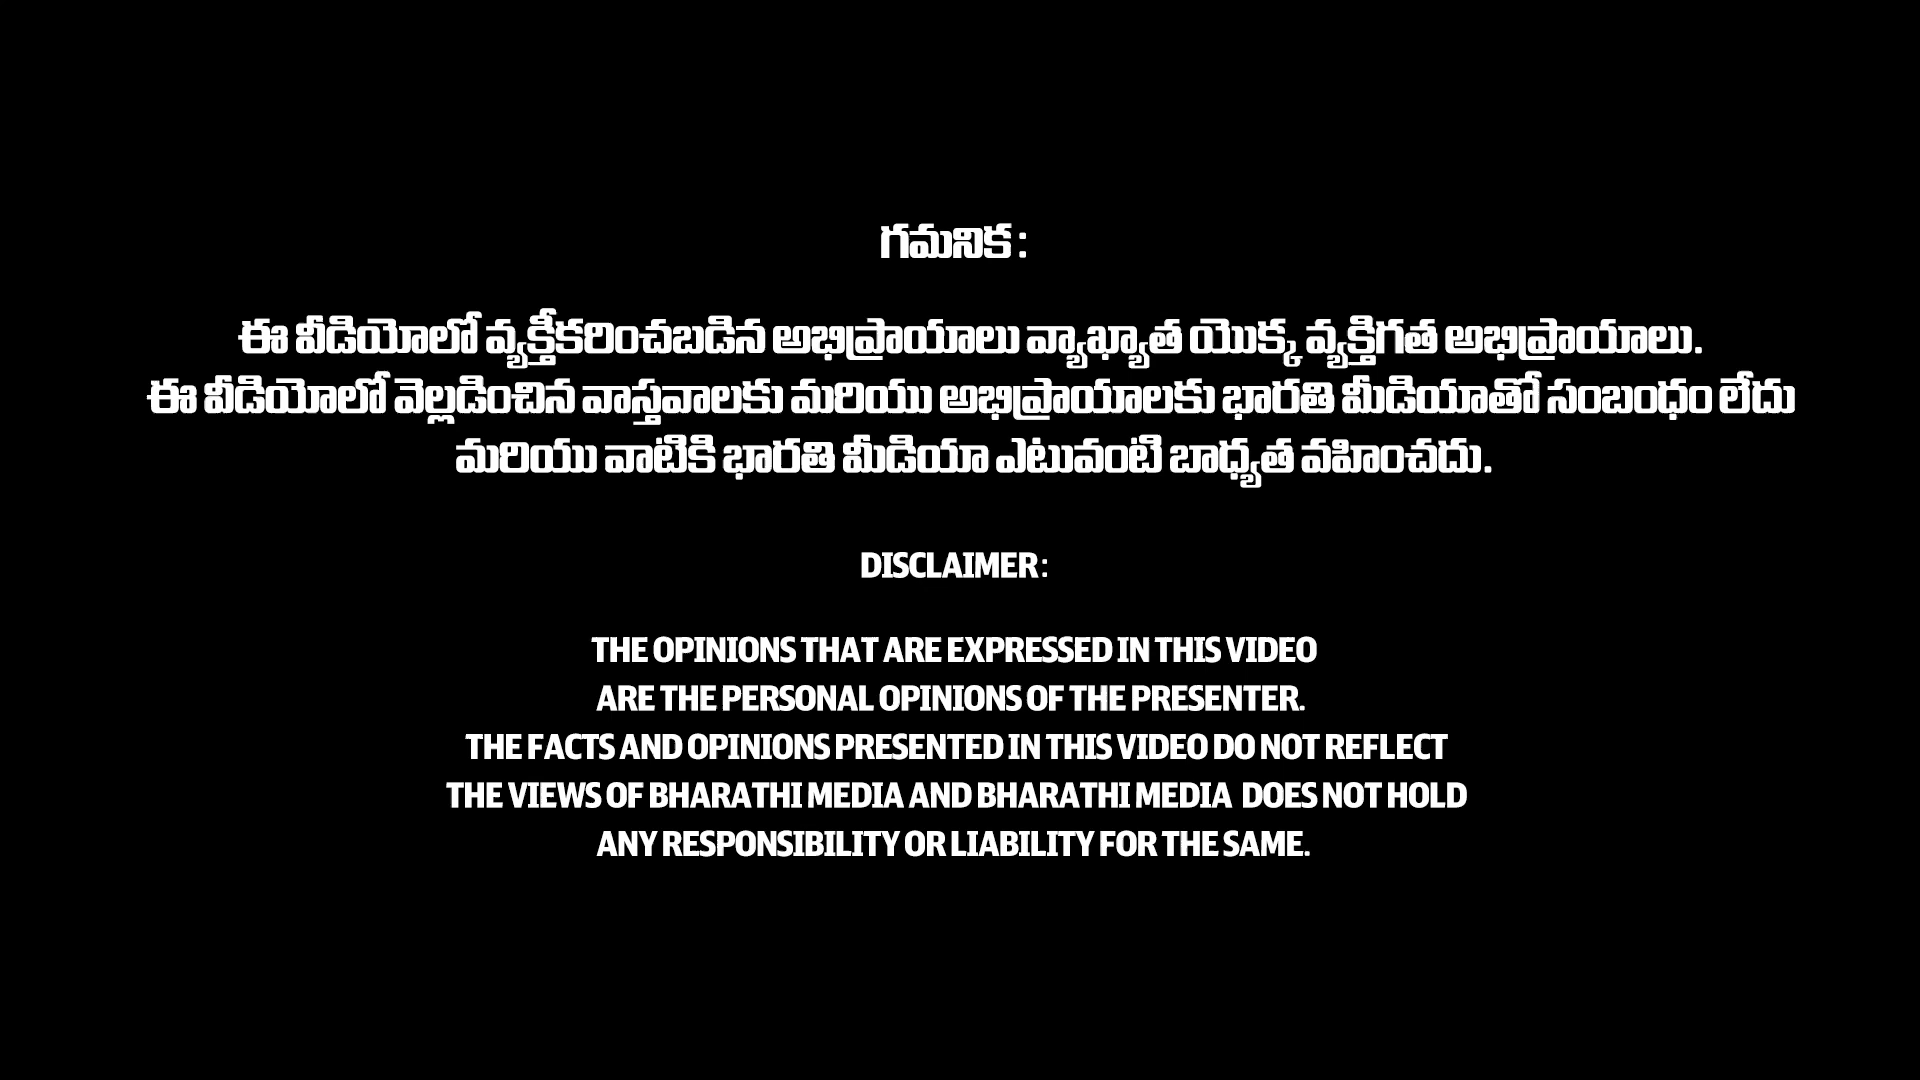 గమనిక :
ఈ వీడియోలో వ్యక్తీకరించబడిన అభిప్రాయాలు వ్యాఖ్యాత యొక్క వ్యక్తిగత అభిప్రాయాలు.
ఈ వీడియోలో వెల్లడించిన వాస్తవాలకు మరియు అభిప్రాయాలకు భారతి మీడియాతో సంబంధం లేదు
మరియు వాటికి భారతి మీడియా ఎటువంటి బాధ్యత వహించదు.
DISCLAIMER :
THE OPINIONS THAT ARE EXPRESSED IN THIS VIDEO
ARE THE PERSONAL OPINIONS OF THE PRESENTER.
THE FACTS AND OPINIONS PRESENTED IN THIS VIDEO DO NOT REFLECT
THE VIEWS OF BHARATHI MEDIA AND BHARATHI MEDIA DOES NOT HOLD
ANY RESPONSIBILITY OR LIABILITY FOR THE SAME.